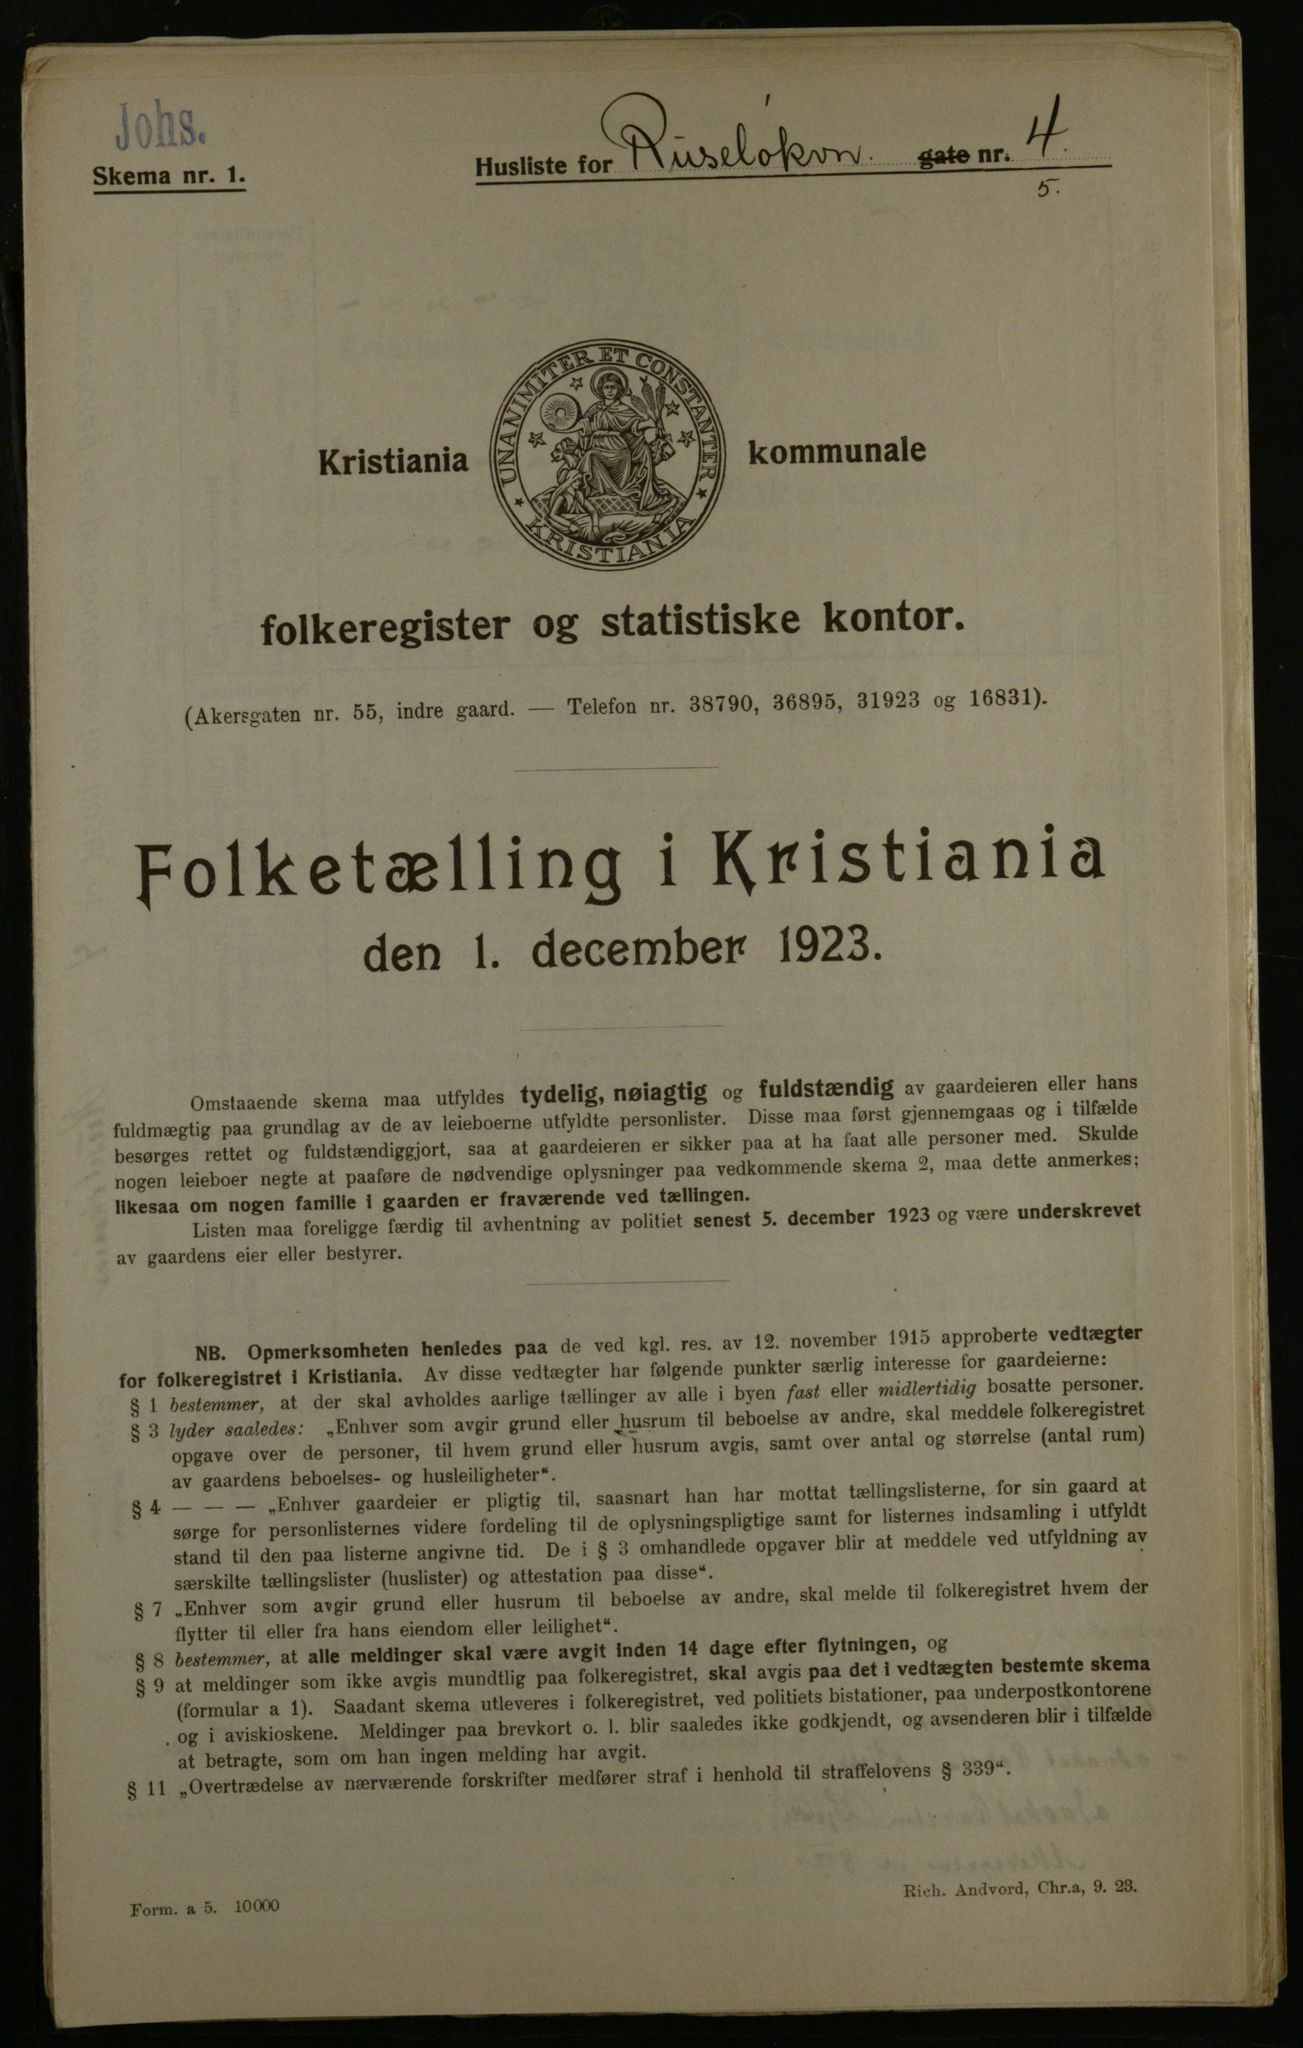 Johs.
Skema nr. 1.
Husliste for Ruseløkvn. gate nr. 4.
5.
UNANIMITER ET CONSTANTER
KRISTIANIA
Kristiania kommunale
folkeregister og statistiske kontor.
(Akersgaten nr. 55, indre gaard. — Telefon nr. 38790, 36895, 31923 og 16831).
Folketælling i Kristiania
den 1. december 1923.
Omstaaende skema maa utfyldes tydelig, nøiagtig og fuldstændig av gaardeieren eller hans
fuldmægtig paa grundlag av de av leieboerne utfyldte personlister. Disse maa først gjennemgaas og i tilfælde
besørges rettet og fuldstændiggjort, saa at gaardeieren er sikker paa at ha faat alle personer med. Skulde
nogen leieboer negte at paaføre de nødvendige oplysninger paa vedkommende skema 2, maa dette anmerkes;
likesaa om nogen familie i gaarden er fraværende ved tællingen.
Listen maa foreligge færdig til avhentning av politiet senest 5. december 1923 og være underskrevet
av gaardens eier eller bestyrer.
NB. Opmerksomheten henledes paa de ved kgl. res. av 12. november 1915 approberte vedtægter
for folkeregistret i Kristiania. Av disse vedtægter har følgende punkter særlig interesse for gaardeierne:
§ 1 bestemmer, at der skal avholdes aarlige tællinger av alle i byen fast eller midlertidig bosatte personer.
§ 3 lyder saaledes: „Enhver som avgir grund eller husrum til beboelse av andre, skal meddele folkeregistret
opgave over de personer, til hvem grund eller husrum avgis, samt over antal og størrelse (antal rum)
av gaardens beboelses- og husleiligheter“.
§ 4 — — — „Enhver gaardeier er pligtig til, saasnart han har mottat tællingslisterne, for sin gaard at
sørge for personlisternes videre fordeling til de oplysningspligtige samt for listernes indsamling i utfyldt
stand til den paa listerne angivne tid. De i § 3 omhandlede opgaver blir at meddele ved utfyldning av
særskilte tællingslister (huslister) og attestation paa disse“.
§ 7 „Enhver som avgir grund eller husrum til beboelse av andre, skal melde til folkeregistret hvem der
flytter til eller fra hans eiendom eller leilighet“.
§ 8 bestemmer, at alle meldinger skal være avgit inden 14 dage efter flytningen, og
§ 9 at meldinger som ikke avgis mundtlig paa folkeregistret, skal avgis paa det i vedtægten bestemte skema
(formular a 1). Saadant skema utleveres i folkeregistret, ved politiets bistationer, paa underpostkontorene
og i aviskioskene. Meldinger paa brevkort o. l. blir saaledes ikke godkjendt, og avsenderen blir i tilfælde
at betragte, som om han ingen melding har avgit.
§ 11 „Overtrædelse av nærværende forskrifter medfører straf i henhold til straffelovens § 339“.
Form. a 5. 10000
Rich. Andvord, Chr.a, 9. 23.